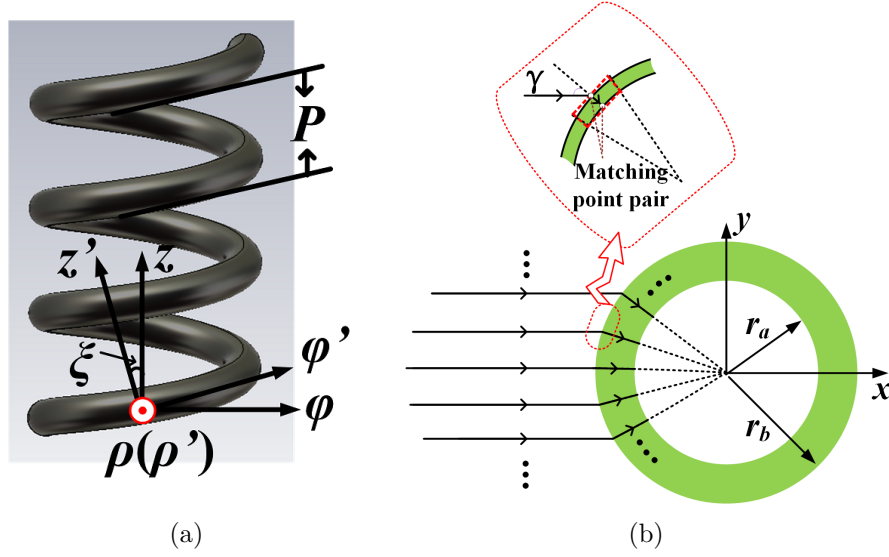 P
z'
z
ξ
φ'
φ
ρ(ρ')
(a)
γ
Matching
point pair
y
r_a
x
r_b
(b)